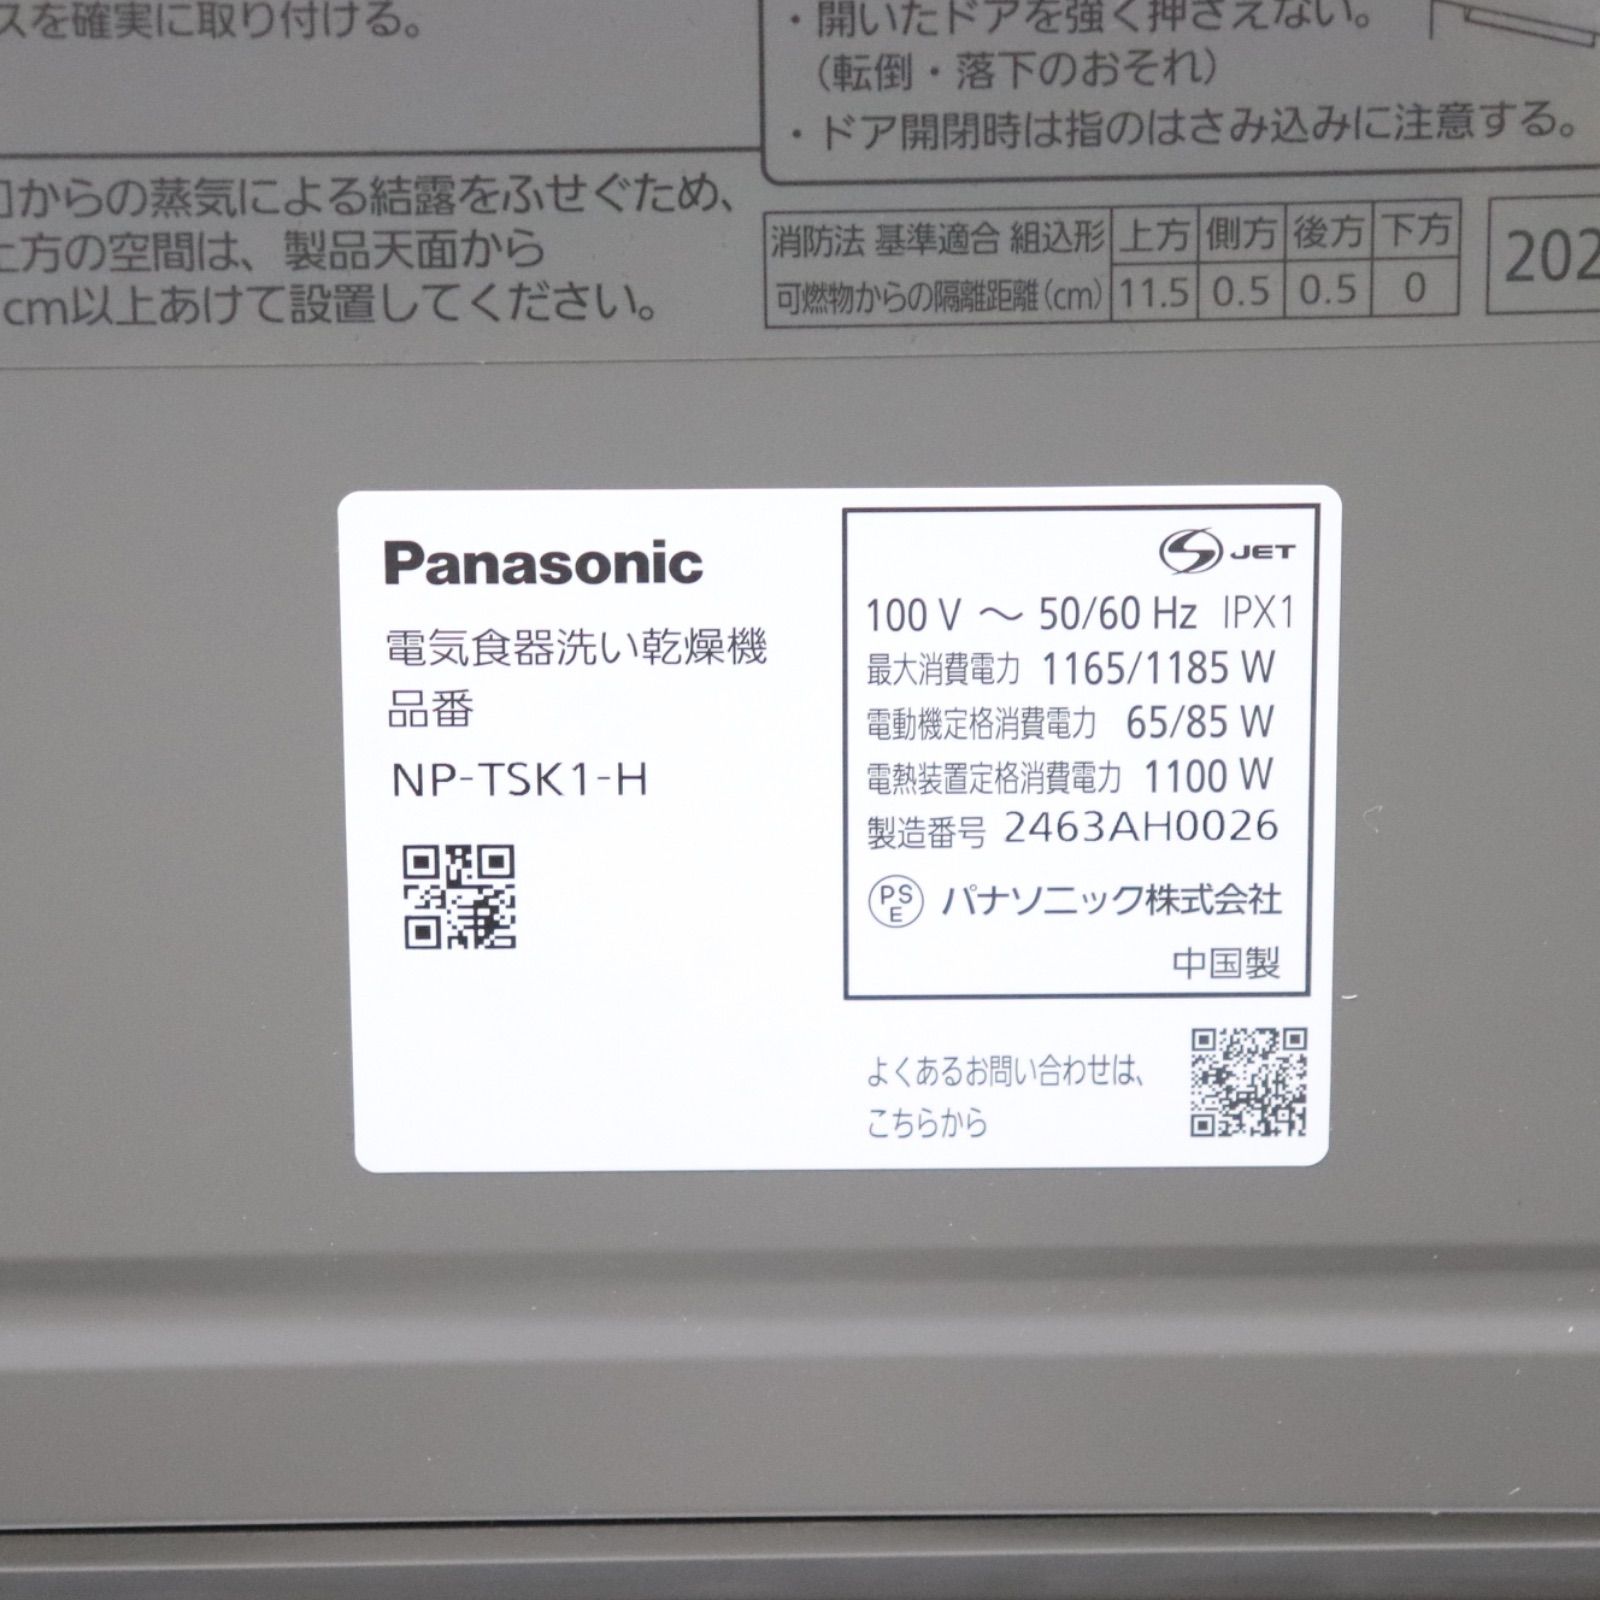 スを確実に取り付ける。
・開いたドアを強く押さえない。
（転倒・落下のおそれ）
・ドア開閉時は指のはさみ込みに注意する。
からの蒸気による結露をふせぐため、
上方の空間は、製品天面から
cm以上あけて設置してください。
消防法 基準適合 組込形 上方 側方 後方 下方
可燃物からの隔離距離(cm) 11.5 0.5 0.5 0
202
Panasonic
電気食器洗い乾燥機
品番
NP-TSK1-H
S JET
100 V ～ 50/60 Hz IPX1
最大消費電力 1165/1185 W
電動機定格消費電力 65/85 W
電熱装置定格消費電力 1100 W
製造番号 2463AH0026
PSE パナソニック株式会社
中国製
よくあるお問い合わせは、
こちらから